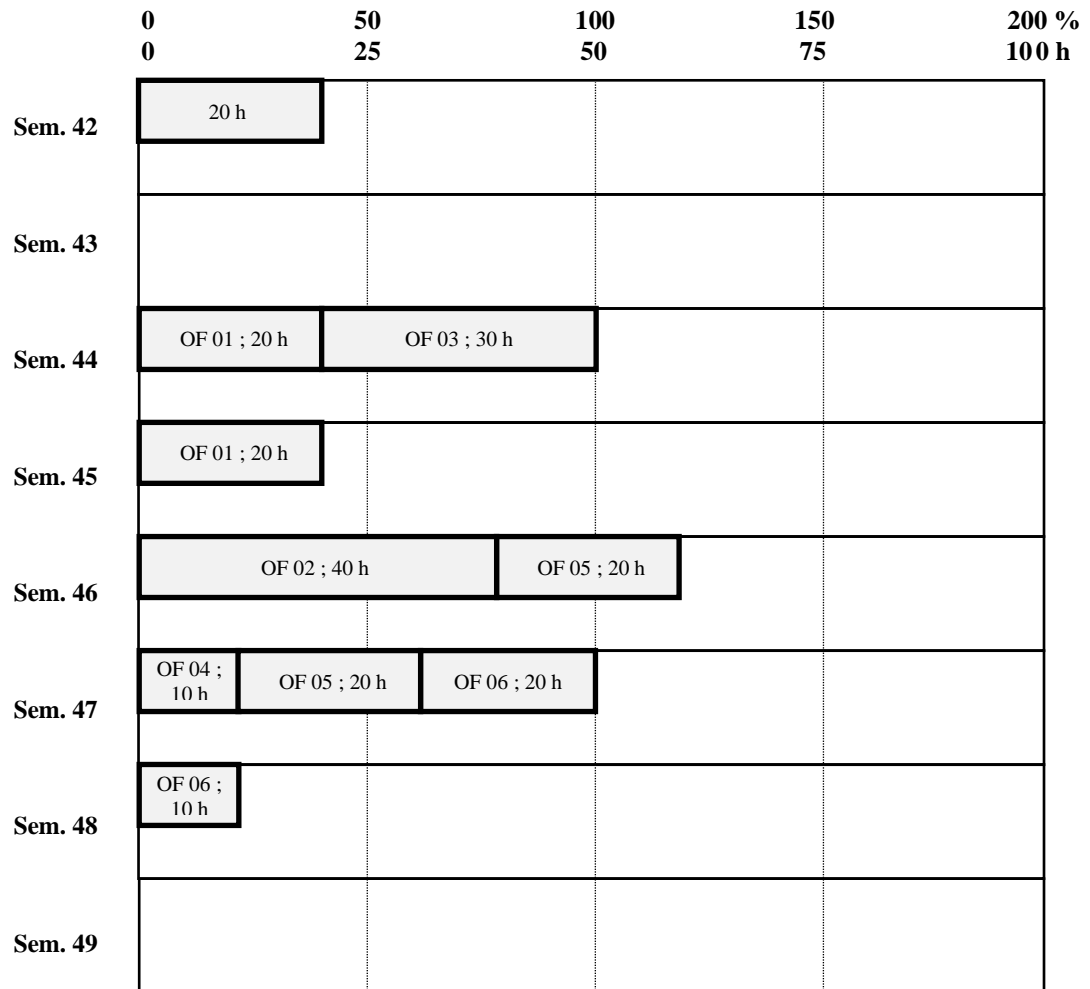 0 50 100 150 200 %
0 25 50 75 100 h
Sem. 42
20 h
Sem. 43
Sem. 44
OF 01 ; 20 h
OF 03 ; 30 h
Sem. 45
OF 01 ; 20 h
Sem. 46
OF 02 ; 40 h
OF 05 ; 20 h
Sem. 47
OF 04 ;
10 h
OF 05 ; 20 h
OF 06 ; 20 h
Sem. 48
OF 06 ;
10 h
Sem. 49